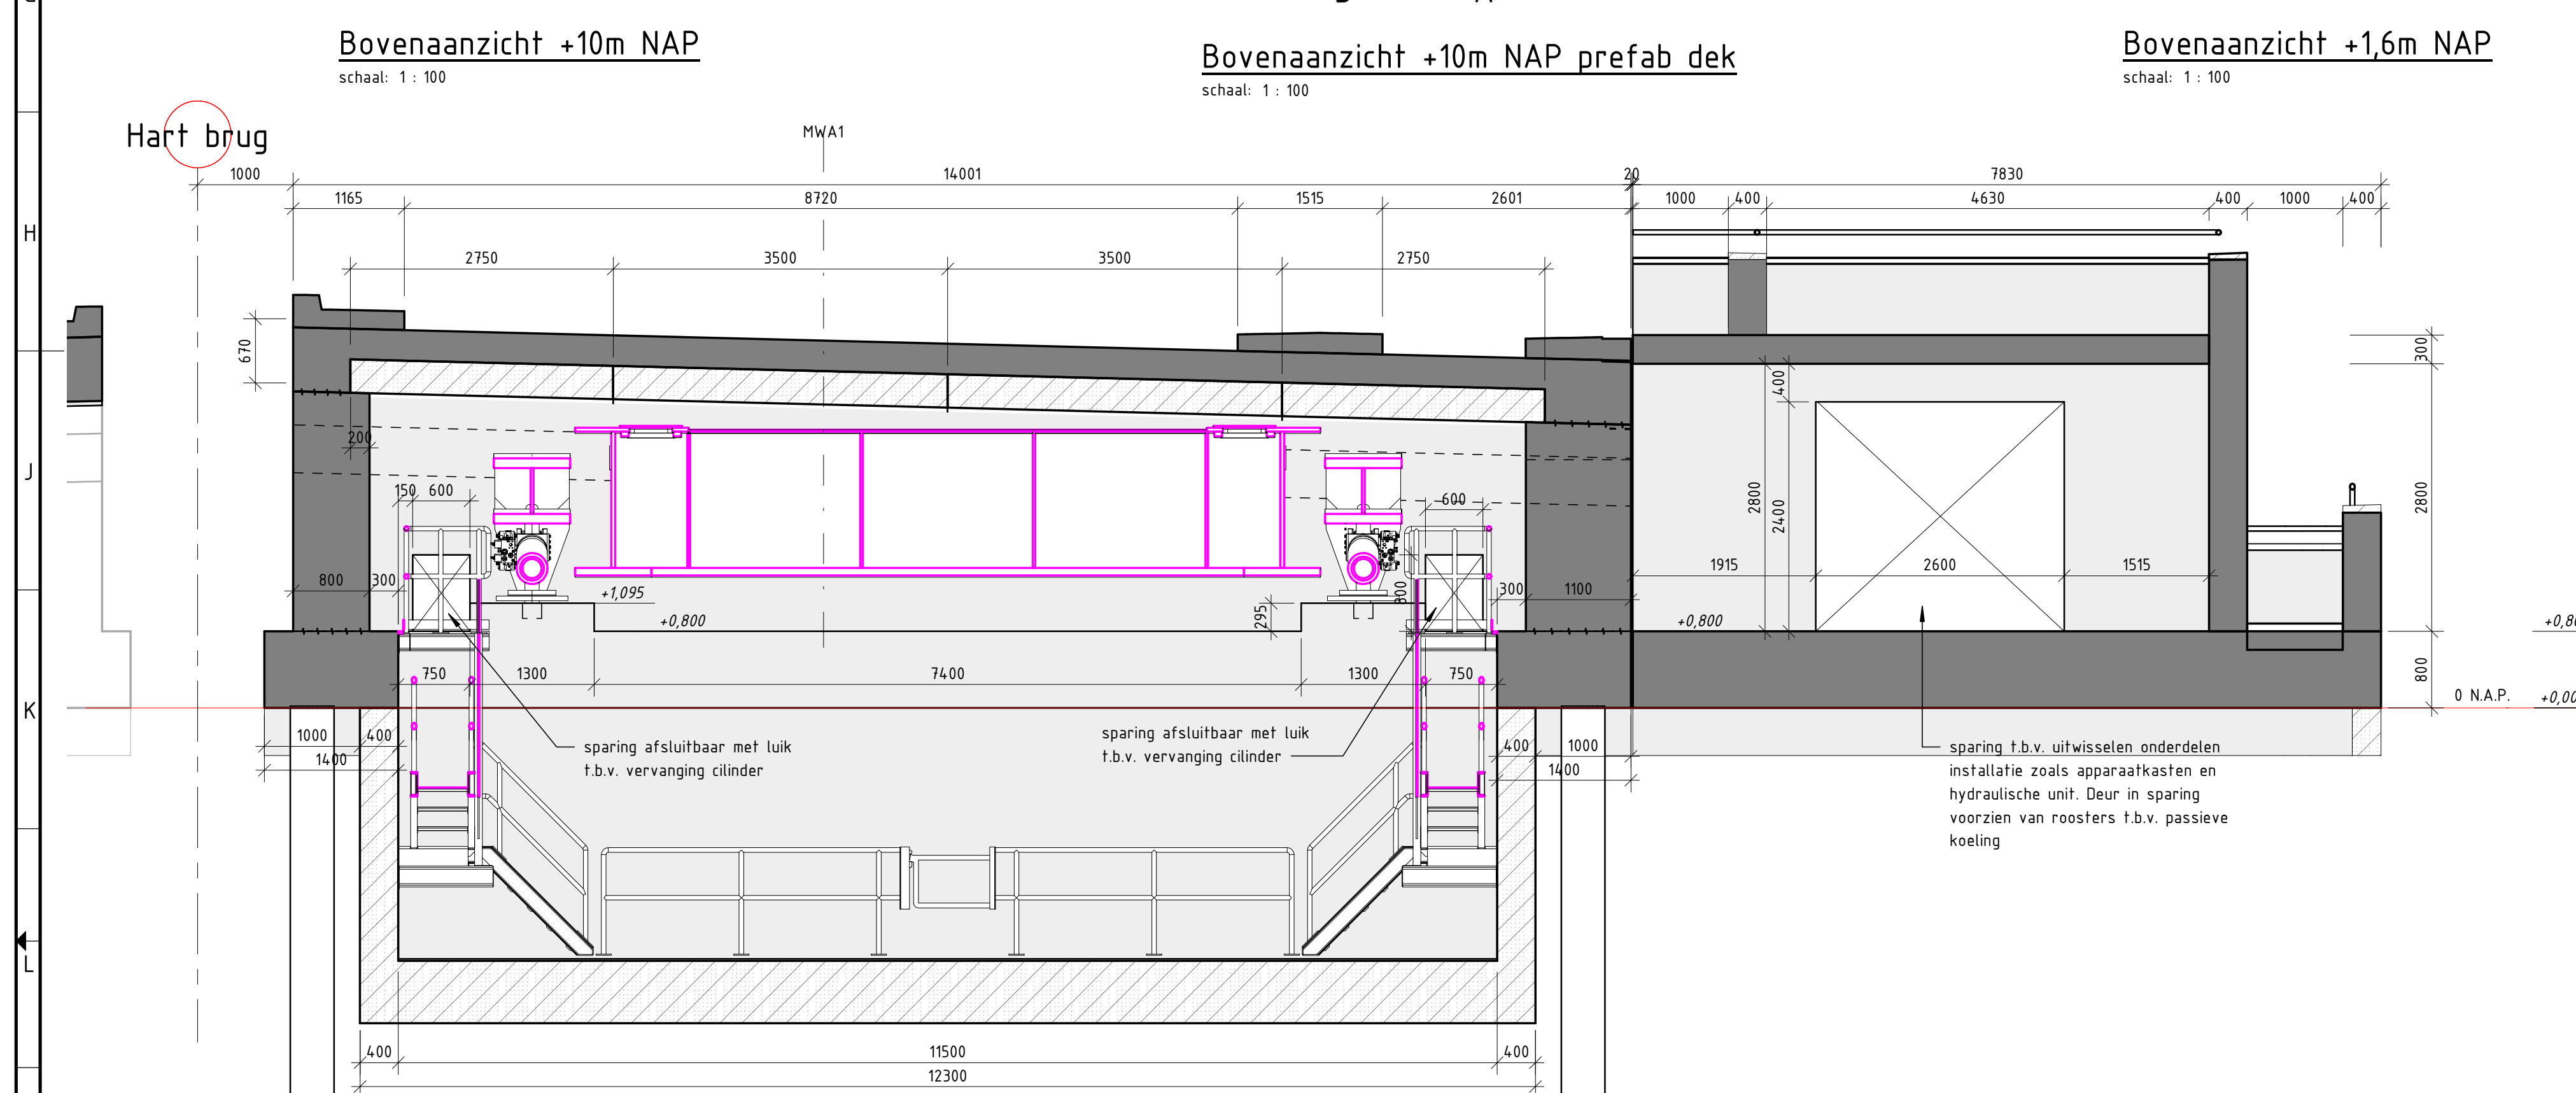 Bovenaanzicht +10m NAP
schaal: 1 : 100
Bovenaanzicht +10m NAP prefab dek
schaal: 1 : 100
Bovenaanzicht +1,6m NAP
schaal: 1 : 100
Hart brug
MWA1
1000
14001
20
7830
1165
8720
1515
2601
1000
400
4630
400
1000
400
H
2750
3500
3500
2750
670
300
400
200
J
150
600
600
2800
2400
2800
800
300
+1,095
295
800
300
1100
1915
2600
1515
+0,800
+0,800
750
1300
7400
1300
750
800
K
0 N.A.P.
1000
400
1400
sparing afsluitbaar met luik
t.b.v. vervanging cilinder
sparing afsluitbaar met luik
t.b.v. vervanging cilinder
400
1000
1400
sparing t.b.v. uitwisselen onderdelen
installatie zoals apparaatkasten en
hydraulische unit. Deur in sparing
voorzien van roosters t.b.v. passieve
koeling
L
400
11500
400
12300